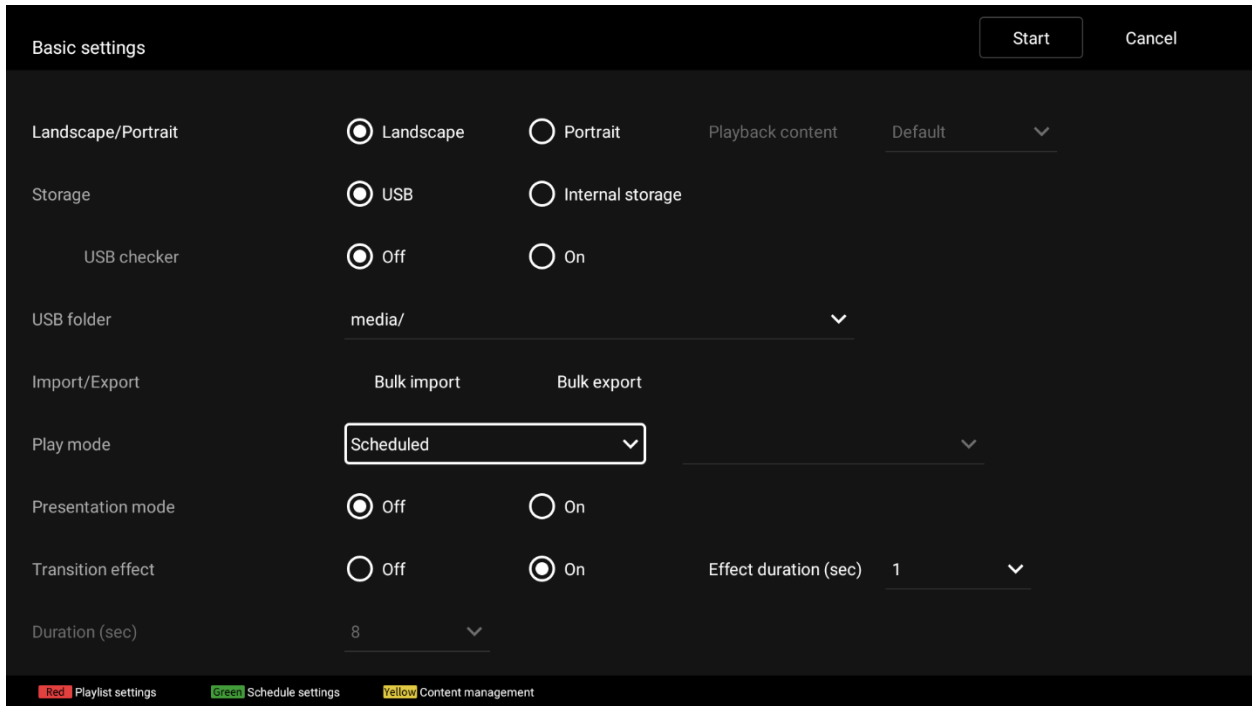 Basic settings Start Cancel
Landscape/Portrait Landscape Portrait Playback content Default
Storage USB Internal storage
USB checker Off On
USB folder media/
Import/Export Bulk import Bulk export
Play mode Scheduled
Presentation mode Off On
Transition effect Off On Effect duration (sec) 1
Duration (sec) 8
Red Playlist settings Green Schedule settings Yellow Content management